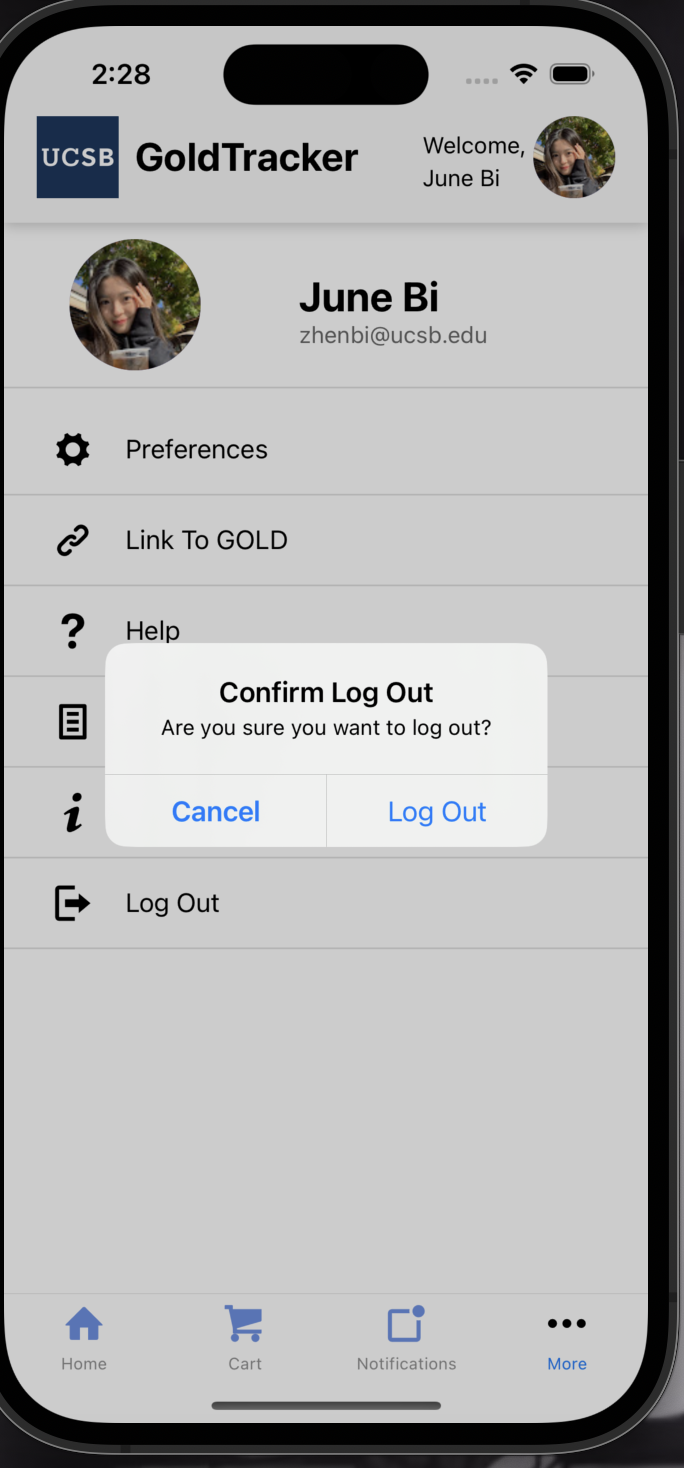 2:28
UCSB
GoldTracker
Welcome,
June Bi
June Bi
zhenbi@ucsb.edu
Preferences
Link To GOLD
Help
Confirm Log Out
Are you sure you want to log out?
Cancel
Log Out
Log Out
Home
Cart
Notifications
More